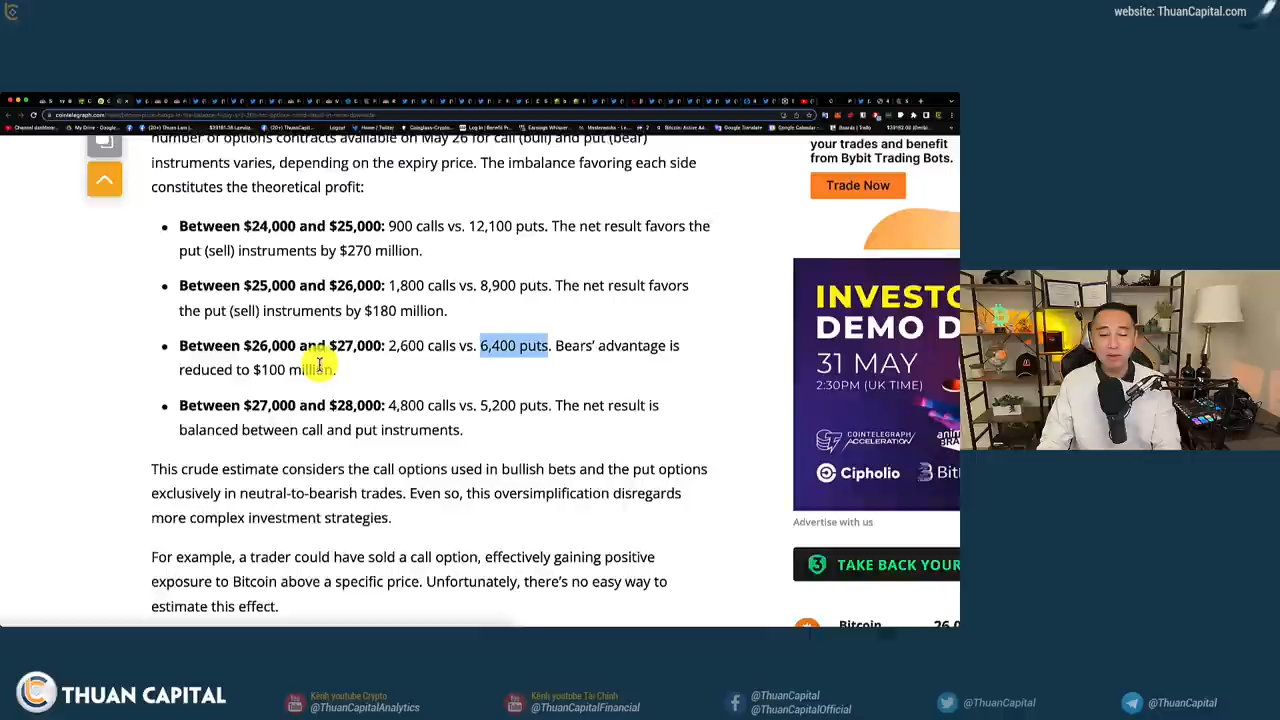 website: ThuanCapital.com
number of options contracts available on May 26 for call (bull) and put (bear)
instruments varies, depending on the expiry price. The imbalance favoring each side
constitutes the theoretical profit:
Between $24,000 and $25,000: 900 calls vs. 12,100 puts. The net result favors the
put (sell) instruments by $270 million.
Between $25,000 and $26,000: 1,800 calls vs. 8,900 puts. The net result favors
the put (sell) instruments by $180 million.
Between $26,000 and $27,000: 2,600 calls vs. 6,400 puts. Bears’ advantage is
reduced to $100 million.
Between $27,000 and $28,000: 4,800 calls vs. 5,200 puts. The net result is
balanced between call and put instruments.
This crude estimate considers the call options used in bullish bets and the put options
exclusively in neutral-to-bearish trades. Even so, this oversimplification disregards
more complex investment strategies.
For example, a trader could have sold a call option, effectively gaining positive
exposure to Bitcoin above a specific price. Unfortunately, there’s no easy way to
estimate this effect.
your trades and benefit
from Bybit Trading Bots.
Trade Now
INVESTO
DEMO D
31 MAY
2:30PM (UK TIME)
COINTELEGRAPH
ACCELERATION
Cipholio
Bit
Advertise with us
TAKE BACK YOUR
Bitcoin
THUAN CAPITAL
Kênh youtube Crypto
@ThuanCapitalAnalytics
Kênh youtube Tài Chính
@ThuanCapitalFinancial
@ThuanCapital
@ThuanCapitalOfficial
@ThuanCapital
@ThuanCapital